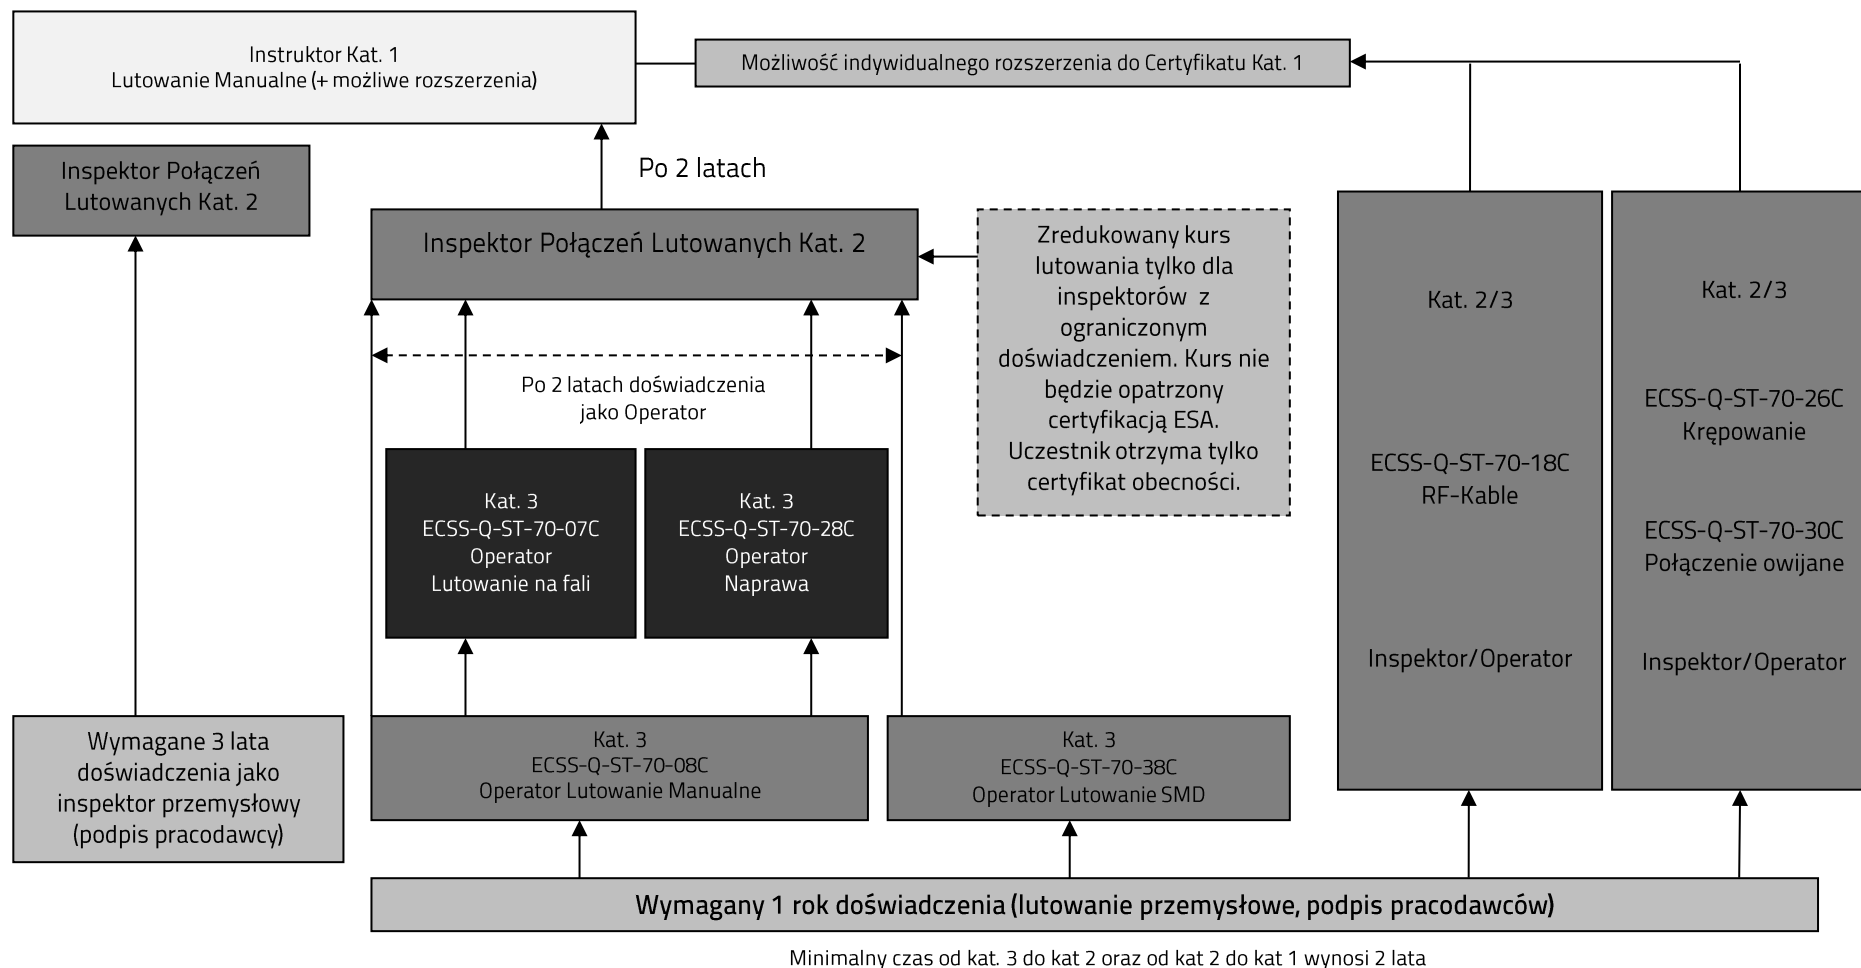 Instruktor Kat. 1
Lutowanie Manualne (+ możliwe rozszerzenia)
Możliwość indywidualnego rozszerzenia do Certyfikatu Kat. 1
Inspektor Połączeń
Lutowanych Kat. 2
Po 2 latach
Inspektor Połączeń Lutowanych Kat. 2
Zredukowany kurs
lutowania tylko dla
inspektorów z
ograniczonym
doświadczeniem. Kurs nie
będzie opatrzony
certyfikacją ESA.
Uczestnik otrzyma tylko
certyfikat obecności.
Po 2 latach doświadczenia
jako Operator
Kat. 3
ECSS-Q-ST-70-07C
Operator
Lutowanie na fali
Kat. 3
ECSS-Q-ST-70-28C
Operator
Naprawa
Kat. 2/3
ECSS-Q-ST-70-18C
RF-Kable
Inspektor/Operator
Kat. 2/3
ECSS-Q-ST-70-26C
Krępowanie
ECSS-Q-ST-70-30C
Połączenie owijane
Inspektor/Operator
Wymagane 3 lata
doświadczenia jako
inspektor przemysłowy
(podpis pracodawcy)
Kat. 3
ECSS-Q-ST-70-08C
Operator Lutowanie Manualne
Kat. 3
ECSS-Q-ST-70-38C
Operator Lutowanie SMD
Wymagany 1 rok doświadczenia (lutowanie przemysłowe, podpis pracodawców)
Minimalny czas od kat. 3 do kat 2 oraz od kat 2 do kat 1 wynosi 2 lata